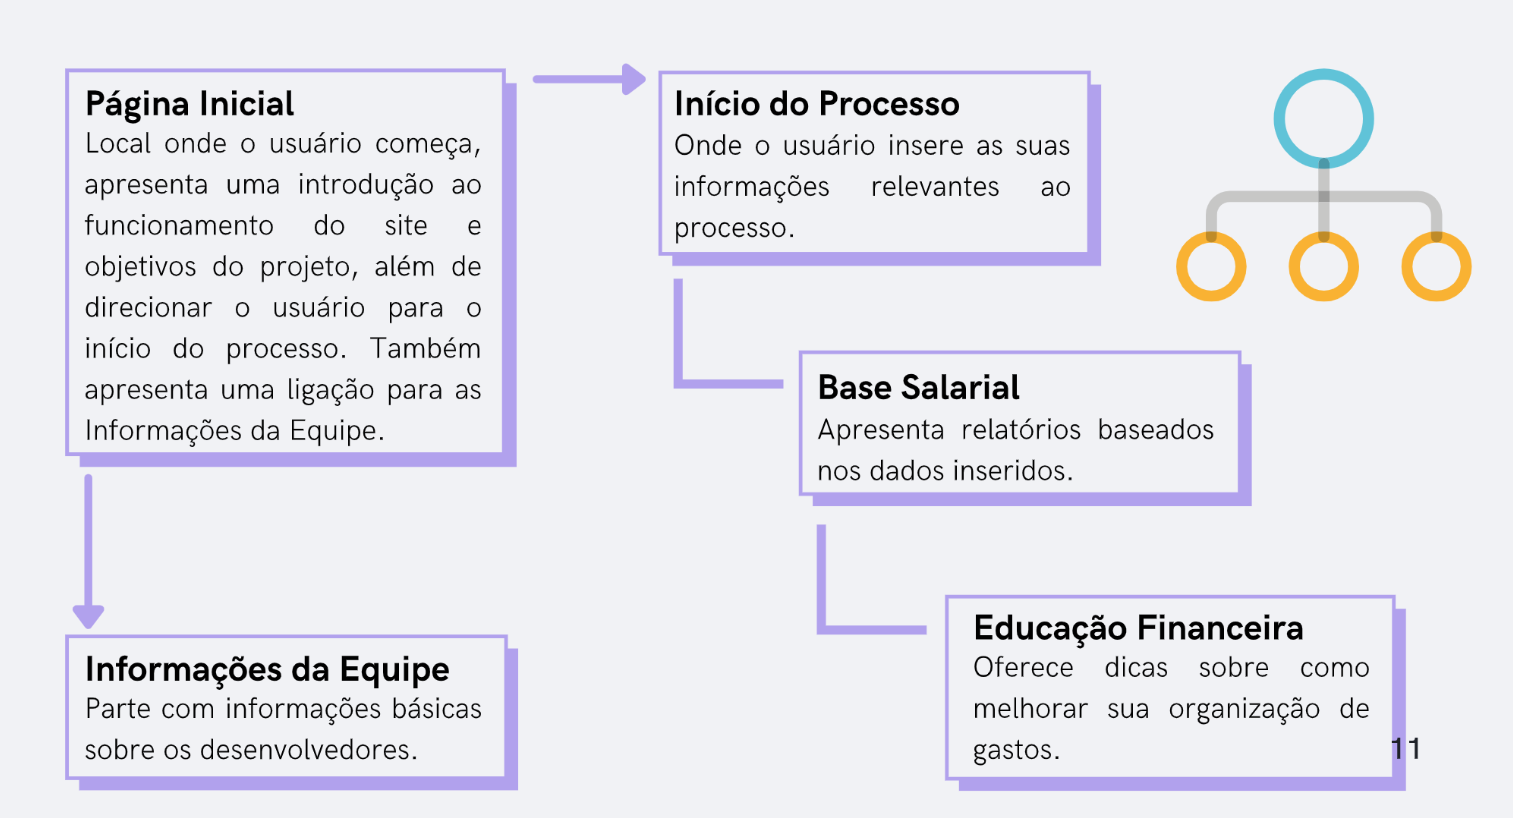 Página Inicial
Local onde o usuário começa,
apresenta uma introdução ao
funcionamento do site e
objetivos do projeto, além de
direcionar o usuário para o
início do processo. Também
apresenta uma ligação para as
Informações da Equipe.
Início do Processo
Onde o usuário insere as suas
informações relevantes ao
processo.
Base Salarial
Apresenta relatórios baseados
nos dados inseridos.
Informações da Equipe
Parte com informações básicas
sobre os desenvolvedores.
Educação Financeira
Oferece dicas sobre como
melhorar sua organização de
gastos.
11